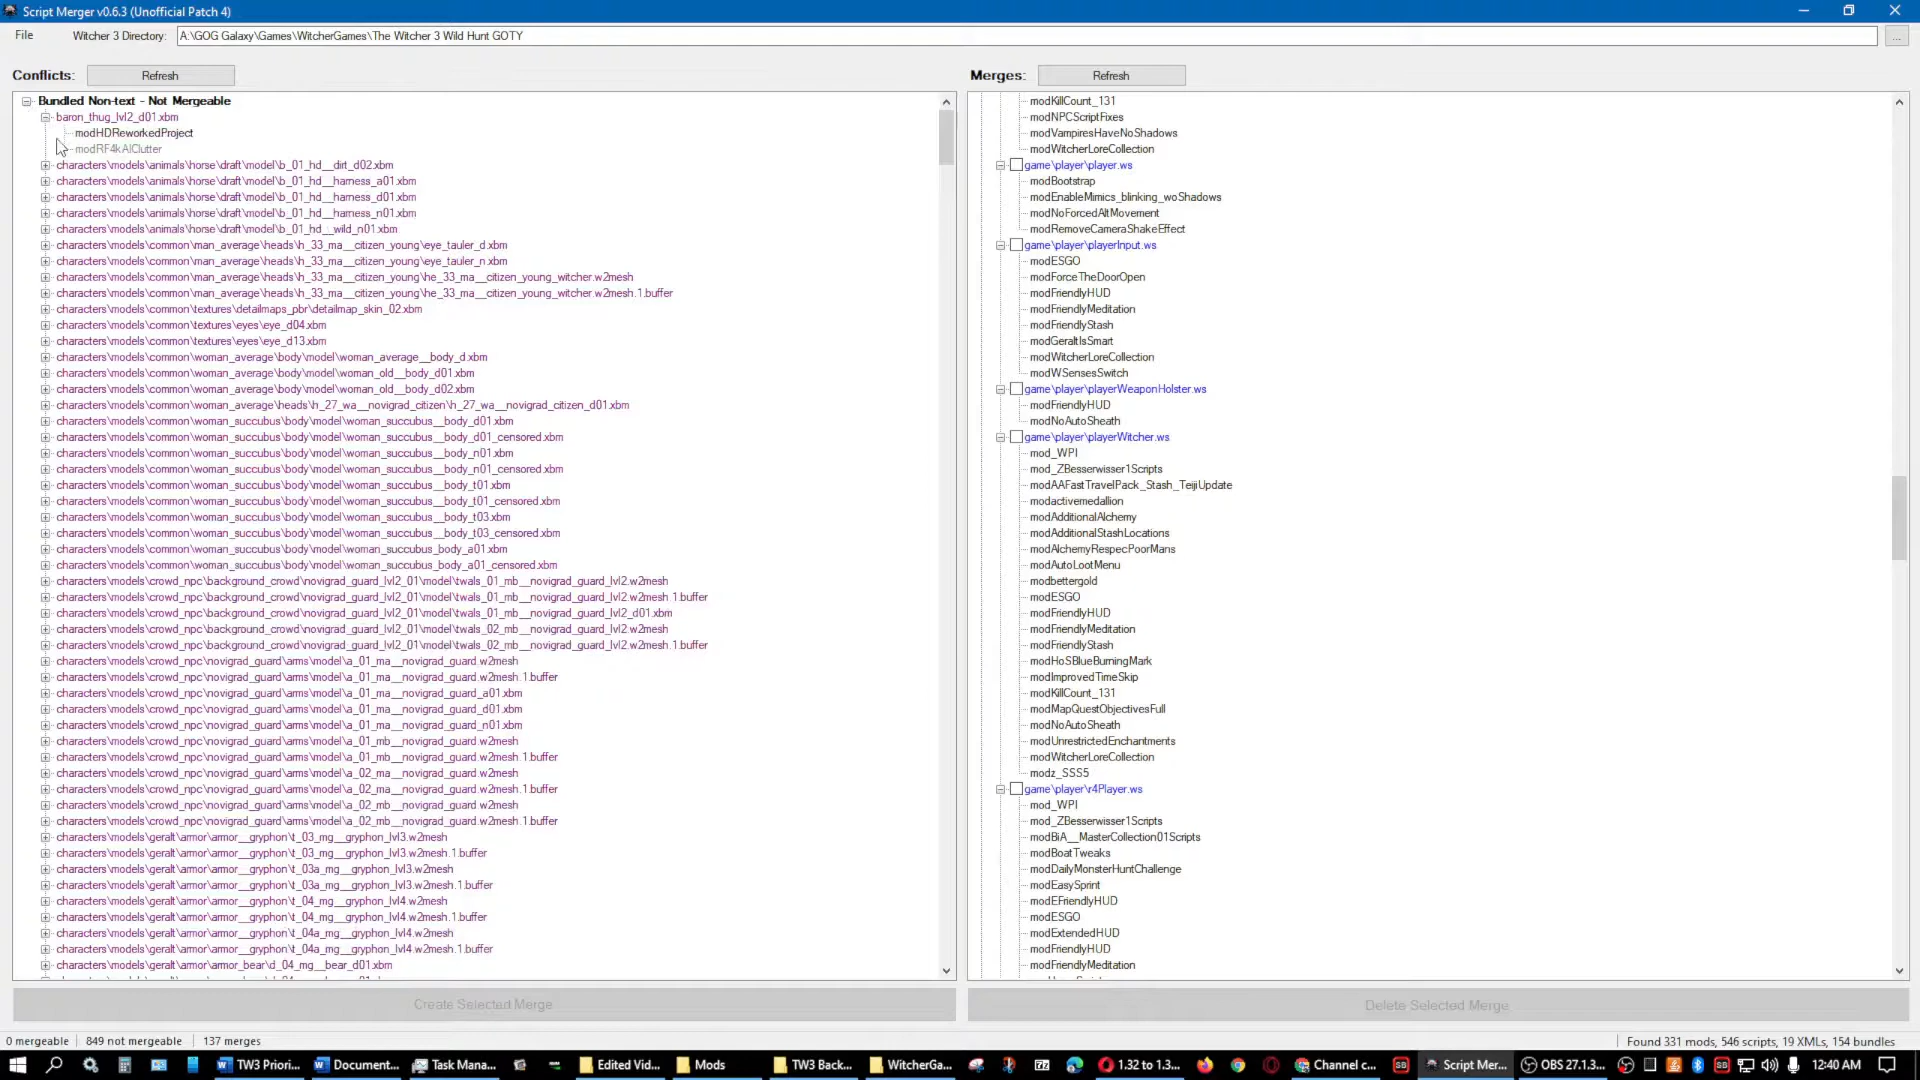 Script Merger v0.6.3 (Unofficial Patch 4)
File
Witcher 3 Directory:
A:\GOG Galaxy\Games\WitcherGames\The Witcher 3 Wild Hunt GOTY
...
Conflicts:
Refresh
Bundled Non-text - Not Mergeable
baron_thug_lvl2_d01.xbm
modHDReworkedProject
modRF4kAIClutter
characters\models\animals\horse\draft\model\b_01_hd__dirt_d02.xbm
characters\models\animals\horse\draft\model\b_01_hd__harness_a01.xbm
characters\models\animals\horse\draft\model\b_01_hd__harness_d01.xbm
characters\models\animals\horse\draft\model\b_01_hd__harness_n01.xbm
characters\models\animals\horse\draft\model\b_01_hd__wild_n01.xbm
characters\models\common\man_average\heads\h_33_ma__citizen_young\eye_tauler_d.xbm
characters\models\common\man_average\heads\h_33_ma__citizen_young\eye_tauler_n.xbm
characters\models\common\man_average\heads\h_33_ma__citizen_young\he_33_ma__citizen_young_witcher.w2mesh
characters\models\common\man_average\heads\h_33_ma__citizen_young\he_33_ma__citizen_young_witcher.w2mesh.1.buffer
characters\models\common\textures\detailmaps_pbr\detailmap_skin_02.xbm
characters\models\common\textures\eyes\eye_d04.xbm
characters\models\common\textures\eyes\eye_d13.xbm
characters\models\common\woman_average\body\model\woman_average__body_d.xbm
characters\models\common\woman_average\body\model\woman_old__body_d01.xbm
characters\models\common\woman_average\body\model\woman_old__body_d02.xbm
characters\models\common\woman_average\heads\h_27_wa__novigrad_citizen\h_27_wa__novigrad_citizen_d01.xbm
characters\models\common\woman_succubus\body\model\woman_succubus__body_d01.xbm
characters\models\common\woman_succubus\body\model\woman_succubus__body_d01_censored.xbm
characters\models\common\woman_succubus\body\model\woman_succubus__body_n01.xbm
characters\models\common\woman_succubus\body\model\woman_succubus__body_n01_censored.xbm
characters\models\common\woman_succubus\body\model\woman_succubus__body_t01.xbm
characters\models\common\woman_succubus\body\model\woman_succubus__body_t01_censored.xbm
characters\models\common\woman_succubus\body\model\woman_succubus__body_t03.xbm
characters\models\common\woman_succubus\body\model\woman_succubus__body_t03_censored.xbm
characters\models\common\woman_succubus\body\model\woman_succubus_body_a01.xbm
characters\models\common\woman_succubus\body\model\woman_succubus_body_a01_censored.xbm
characters\models\crowd_npc\background_crowd\novigrad_guard_lvl2_01\model\twals_01_mb__novigrad_guard_lvl2.w2mesh
characters\models\crowd_npc\background_crowd\novigrad_guard_lvl2_01\model\twals_01_mb__novigrad_guard_lvl2.w2mesh.1.buffer
characters\models\crowd_npc\background_crowd\novigrad_guard_lvl2_01\model\twals_01_mb__novigrad_guard_lvl2_d01.xbm
characters\models\crowd_npc\background_crowd\novigrad_guard_lvl2_01\model\twals_02_mb__novigrad_guard_lvl2.w2mesh
characters\models\crowd_npc\background_crowd\novigrad_guard_lvl2_01\model\twals_02_mb__novigrad_guard_lvl2.w2mesh.1.buffer
characters\models\crowd_npc\novigrad_guard\arms\model\a_01_ma__novigrad_guard.w2mesh
characters\models\crowd_npc\novigrad_guard\arms\model\a_01_ma__novigrad_guard.w2mesh.1.buffer
characters\models\crowd_npc\novigrad_guard\arms\model\a_01_ma__novigrad_guard_a01.xbm
characters\models\crowd_npc\novigrad_guard\arms\model\a_01_ma__novigrad_guard_d01.xbm
characters\models\crowd_npc\novigrad_guard\arms\model\a_01_ma__novigrad_guard_n01.xbm
characters\models\crowd_npc\novigrad_guard\arms\model\a_01_mb__novigrad_guard.w2mesh
characters\models\crowd_npc\novigrad_guard\arms\model\a_01_mb__novigrad_guard.w2mesh.1.buffer
characters\models\crowd_npc\novigrad_guard\arms\model\a_02_ma__novigrad_guard.w2mesh
characters\models\crowd_npc\novigrad_guard\arms\model\a_02_ma__novigrad_guard.w2mesh.1.buffer
characters\models\crowd_npc\novigrad_guard\arms\model\a_02_mb__novigrad_guard.w2mesh
characters\models\crowd_npc\novigrad_guard\arms\model\a_02_mb__novigrad_guard.w2mesh.1.buffer
characters\models\geralt\armor\armor__gryphon\t_03_mg__gryphon_lvl3.w2mesh
characters\models\geralt\armor\armor__gryphon\t_03_mg__gryphon_lvl3.w2mesh.1.buffer
characters\models\geralt\armor\armor__gryphon\t_03a_mg__gryphon_lvl3.w2mesh
characters\models\geralt\armor\armor__gryphon\t_03a_mg__gryphon_lvl3.w2mesh.1.buffer
characters\models\geralt\armor\armor__gryphon\t_04_mg__gryphon_lvl4.w2mesh
characters\models\geralt\armor\armor__gryphon\t_04_mg__gryphon_lvl4.w2mesh.1.buffer
characters\models\geralt\armor\armor__gryphon\t_04a_mg__gryphon_lvl4.w2mesh
characters\models\geralt\armor\armor__gryphon\t_04a_mg__gryphon_lvl4.w2mesh.1.buffer
characters\models\geralt\armor\armor_bear\d_04_mg__bear_d01.xbm
Create Selected Merge
Merges:
Refresh
modKillCount_131
modNPCScriptFixes
modVampiresHaveNoShadows
modWitcherLoreCollection
game\player\player.ws
modBootstrap
modEnableMimics_blinking_woShadows
modNoForcedAltMovement
modRemoveCameraShakeEffect
game\player\playerInput.ws
modESGO
modForceTheDoorOpen
modFriendlyHUD
modFriendlyMeditation
modFriendlyStash
modGeraltIsSmart
modWitcherLoreCollection
modWSensesSwitch
game\player\playerWeaponHolster.ws
modFriendlyHUD
modNoAutoSheath
game\player\playerWitcher.ws
mod_WPI
mod_ZBesserwisser1Scripts
modAAFastTravelPack_Stash_TeijiUpdate
modactivemedallion
modAdditionalAlchemy
modAdditionalStashLocations
modAlchemyRespecPoorMans
modAutoLootMenu
modbettergold
modESGO
modFriendlyHUD
modFriendlyMeditation
modFriendlyStash
modHoSBlueBurningMark
modImprovedTimeSkip
modKillCount_131
modMapQuestObjectivesFull
modNoAutoSheath
modUnrestrictedEnchantments
modWitcherLoreCollection
modz_SSS5
game\player\r4Player.ws
mod_WPI
mod_ZBesserwisser1Scripts
modBiA__MasterCollection01Scripts
modBoatTweaks
modDailyMonsterHuntChallenge
modEasySprint
modEFriendlyHUD
modESGO
modExtendedHUD
modFriendlyHUD
modFriendlyMeditation
Delete Selected Merge
0 mergeable
849 not mergeable
137 merges
Found 331 mods, 546 scripts, 19 XMLs, 154 bundles
TW3 Priori...
Document...
Task Mana...
Edited Vid...
Mods
TW3 Back...
WitcherGa...
1.32 to 1.3...
Channel c...
Script Mer...
OBS 27.1.3...
12:40 AM